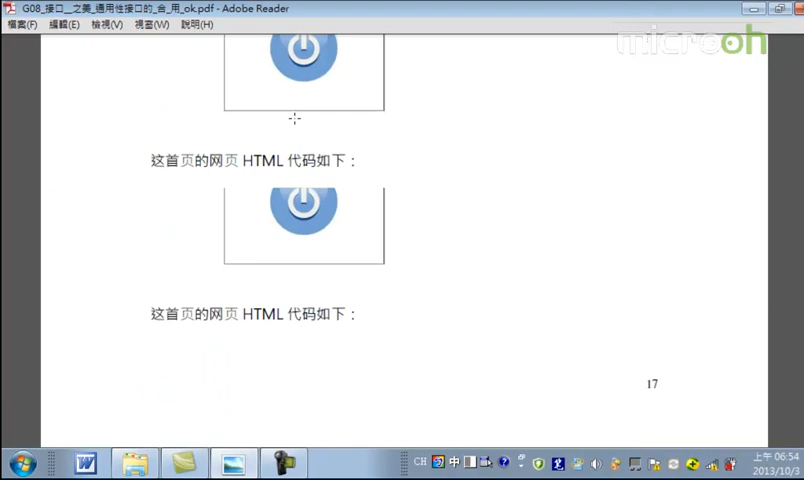 G08_接口__之美_通用性接口的_台_用_ok.pdf - Adobe Reader
檔案(F) 編輯(E) 檢視(V) 視窗(W) 說明(H)
microoh
这首页的网页 HTML 代码如下：
这首页的网页 HTML 代码如下：
17
CH 中
上午 06:54
2013/10/3